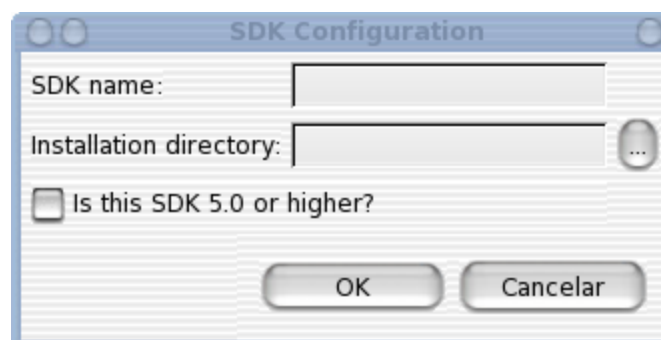 SDK Configuration
SDK name:
Installation directory:
...
Is this SDK 5.0 or higher?
OK Cancelar